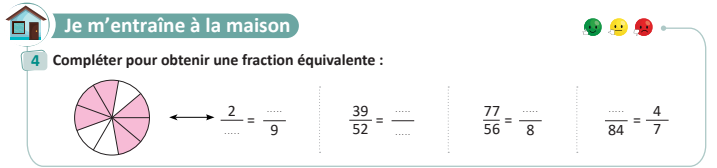 Je m'entraîne à la maison
4 Compléter pour obtenir une fraction équivalente :
2/..... = ...../9    39/52 = ...../.....    77/56 = ...../8    ...../84 = 4/7